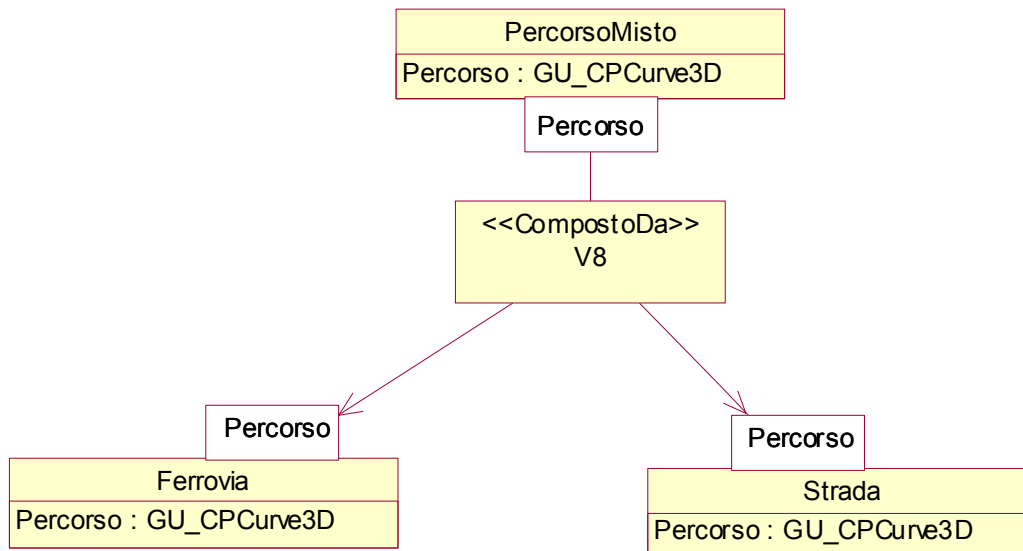 PercorsoMisto
Percorso : GU_CPCurve3D
Percorso
<<CompostoDa>>
V8
Percorso
Ferrovia
Percorso : GU_CPCurve3D
Percorso
Strada
Percorso : GU_CPCurve3D